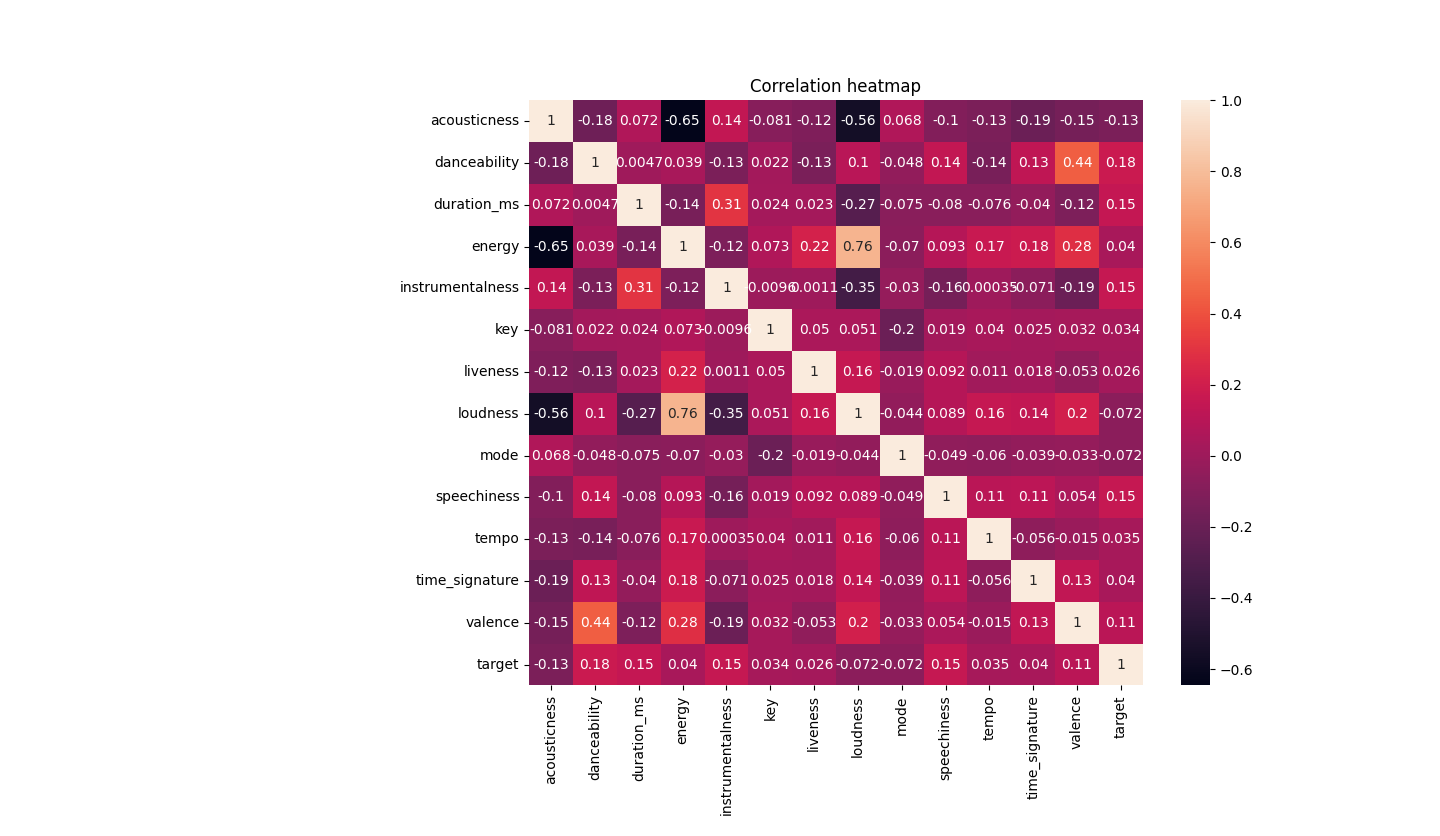 Correlation heatmap
acousticness 1 -0.18 0.072 -0.65 0.14 -0.081 -0.12 -0.56 0.068 -0.1 -0.13 -0.19 -0.15 -0.13
danceability -0.18 1 0.0047 0.039 -0.13 0.022 -0.13 0.1 -0.048 0.14 -0.14 0.13 0.44 0.18
duration_ms 0.072 0.0047 1 -0.14 0.31 0.024 0.023 -0.27 -0.075 -0.08 -0.076 -0.04 -0.12 0.15
energy -0.65 0.039 -0.14 1 -0.12 0.073 0.22 0.76 -0.07 0.093 0.17 0.18 0.28 0.04
instrumentalness 0.14 -0.13 0.31 -0.12 1 -0.0096 0.0011 -0.35 -0.03 -0.16 0.00035 -0.071 -0.19 0.15
key -0.081 0.022 0.024 0.073 -0.0096 1 0.05 0.051 -0.2 0.019 0.04 0.025 0.032 0.034
liveness -0.12 -0.13 0.023 0.22 0.0011 0.05 1 0.16 -0.019 0.092 0.011 0.018 -0.053 0.026
loudness -0.56 0.1 -0.27 0.76 -0.35 0.051 0.16 1 -0.044 0.089 0.16 0.14 0.2 -0.072
mode 0.068 -0.048 -0.075 -0.07 -0.03 -0.2 -0.019 -0.044 1 -0.049 -0.06 -0.039 -0.033 -0.072
speechiness -0.1 0.14 -0.08 0.093 -0.16 0.019 0.092 0.089 -0.049 1 0.11 0.11 0.054 0.15
tempo -0.13 -0.14 -0.076 0.17 0.00035 0.04 0.011 0.16 -0.06 0.11 1 -0.056 -0.015 0.035
time_signature -0.19 0.13 -0.04 0.18 -0.071 0.025 0.018 0.14 -0.039 0.11 -0.056 1 0.13 0.04
valence -0.15 0.44 -0.12 0.28 -0.19 0.032 -0.053 0.2 -0.033 0.054 -0.015 0.13 1 0.11
target -0.13 0.18 0.15 0.04 0.15 0.034 0.026 -0.072 -0.072 0.15 0.035 0.04 0.11 1
acousticness
danceability
duration_ms
energy
instrumentalness
key
liveness
loudness
mode
speechiness
tempo
time_signature
valence
target
1.0
0.8
0.6
0.4
0.2
0.0
−0.2
−0.4
−0.6